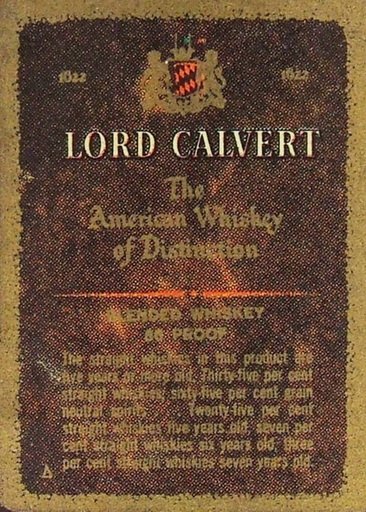 1822 1822
LORD CALVERT
The
American Whiskey
of Distinction
BLENDED WHISKEY
86 PROOF
The straight whiskies in this product are
five years or more old. Thirty-five per cent
straight whiskies, sixty-five per cent grain
neutral spirits . . . Twenty-five per cent
straight whiskies five years old, seven per
cent straight whiskies six years old, three
per cent straight whiskies seven years old.